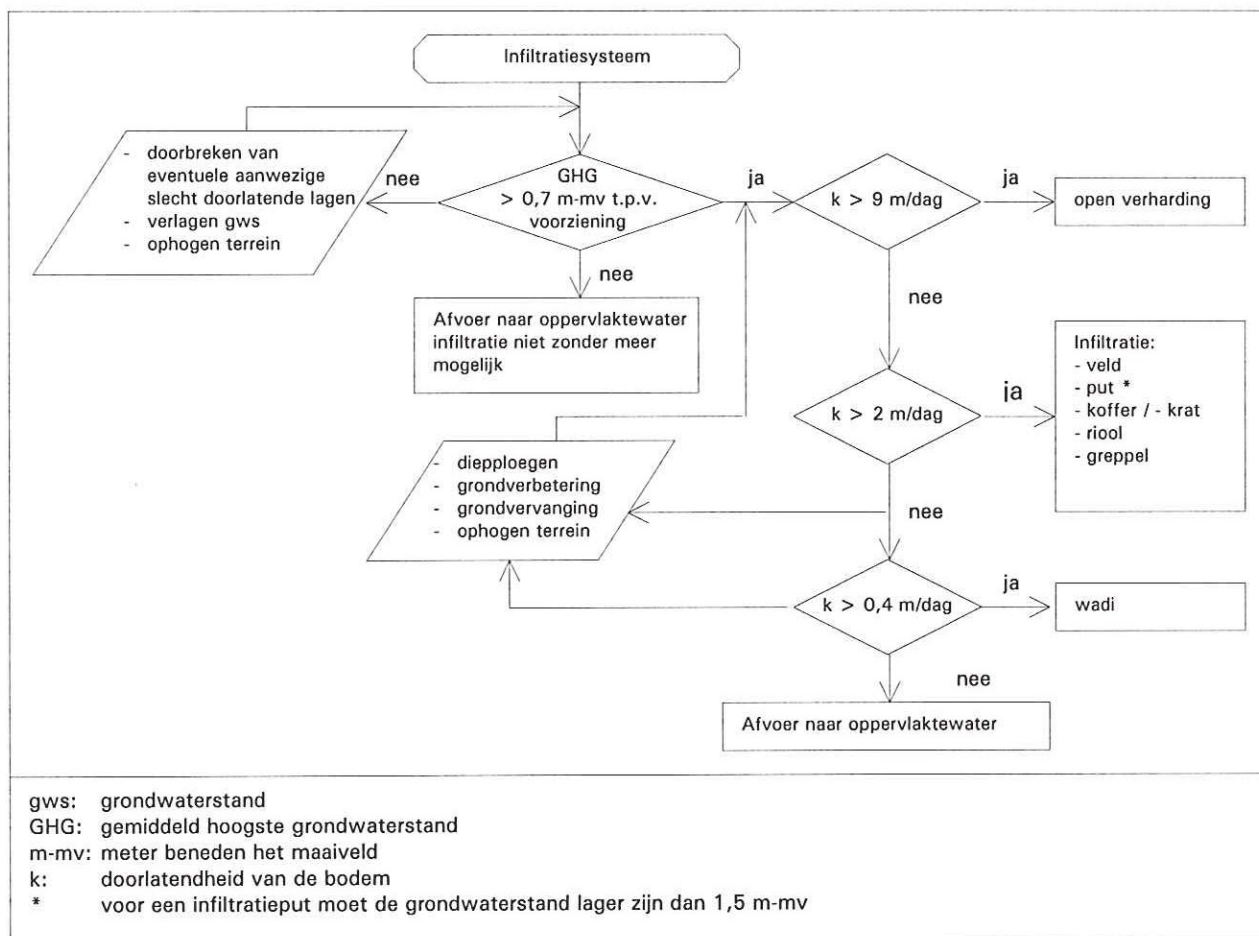 Infiltratiesysteem
- doorbreken van
eventuele aanwezige
slecht doorlatende lagen
- verlagen gws
- ophogen terrein
nee
GHG
> 0,7 m-mv t.p.v.
voorziening
ja
k > 9 m/dag
ja
open verharding
nee
Afvoer naar oppervlaktewater
infiltratie niet zonder meer
mogelijk
nee
k > 2 m/dag
ja
Infiltratie:
- veld
- put *
- koffer / - krat
- riool
- greppel
- diepploegen
- grondverbetering
- grondvervanging
- ophogen terrein
nee
k > 0,4 m/dag
ja
wadi
nee
Afvoer naar oppervlaktewater
gws: grondwaterstand
GHG: gemiddeld hoogste grondwaterstand
m-mv: meter beneden het maaiveld
k: doorlatendheid van de bodem
* voor een infiltratieput moet de grondwaterstand lager zijn dan 1,5 m-mv